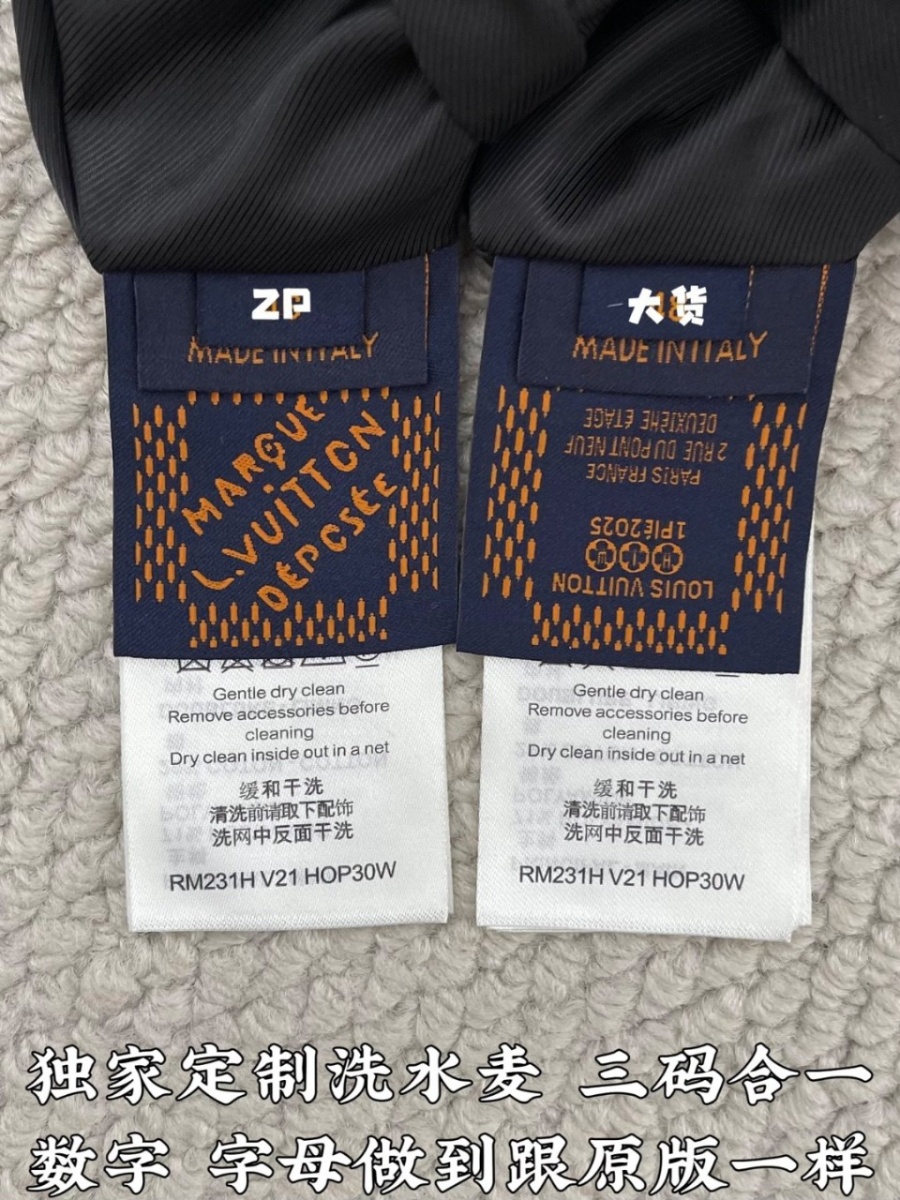 ZP
MADE IN ITALY
MARQUE
L.VUITTON
DÉPOSÉE
Gentle dry clean
Remove accessories before
cleaning
Dry clean inside out in a net
缓和干洗
清洗前请取下配饰
洗网中反面干洗
RM231H V21 HOP30W
大货
MADE IN ITALY
DEUXIÈME ÉTAGE
2 RUE DU PONT NEUF
PARIS FRANCE
1Plé2025
LOUIS VUITTON
Gentle dry clean
Remove accessories before
cleaning
Dry clean inside out in a net
缓和干洗
清洗前请取下配饰
洗网中反面干洗
RM231H V21 HOP30W
独家定制洗水麦 三码合一
数字 字母做到跟原版一样